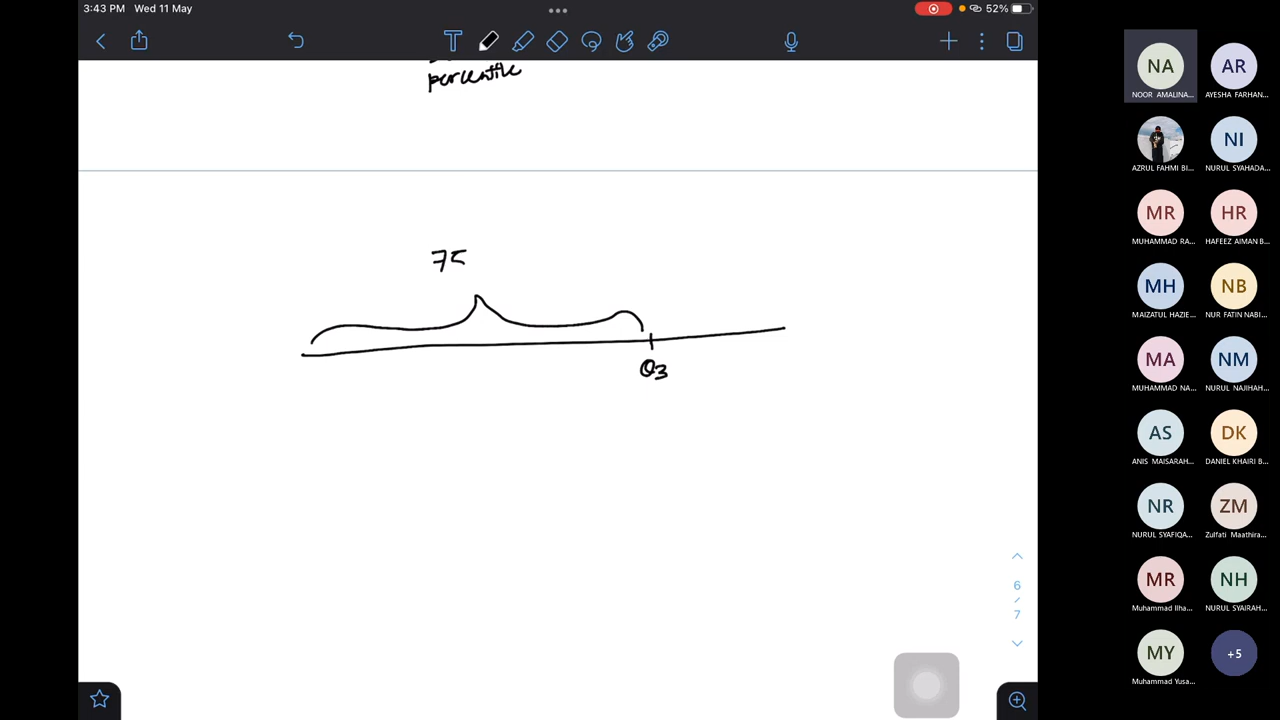 3:43 PM Wed 11 May
52%
T
percentile
75
Q3
6
7
NA
NOOR AMALINA...
AR
AYESHA FARHAN...
AZRUL FAHMI BI...
NI
NURUL SYAHADA...
MR
MUHAMMAD RA...
HR
HAFEEZ AIMAN B...
MH
MAIZATUL HAZIE...
NB
NUR FATIN NABI...
MA
MUHAMMAD NA...
NM
NURUL NAJIHAH...
AS
ANIS MAISARAH...
DK
DANIEL KHAIRI B...
NR
NURUL SYAFIQA...
ZM
Zulfati Maathira...
MR
Muhammad Ilha...
NH
NURUL SYAIRAH...
MY
Muhammad Yusa...
+5